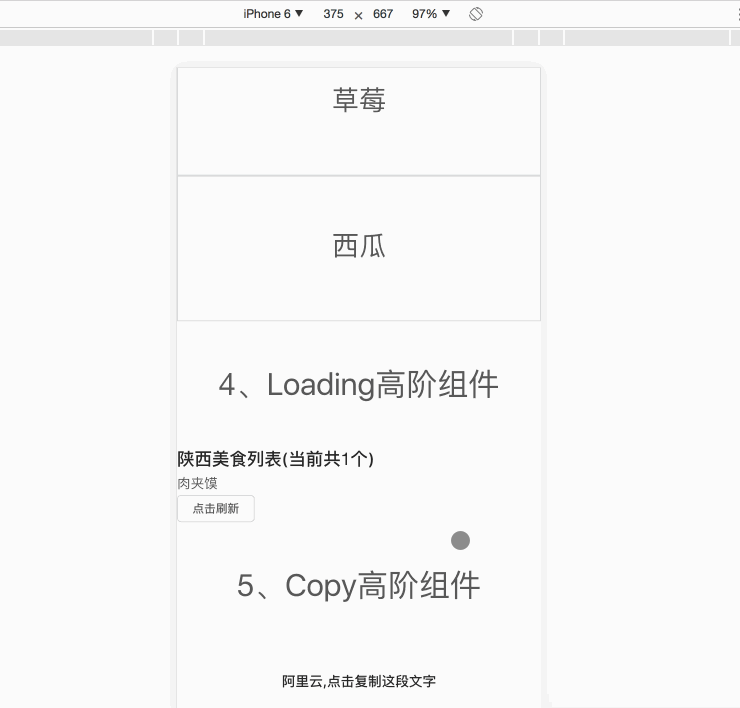 iPhone 6 ▼ 375 × 667 97% ▼
草莓
西瓜
4、Loading高阶组件
陕西美食列表(当前共1个)
肉夹馍
点击刷新
5、Copy高阶组件
阿里云,点击复制这段文字